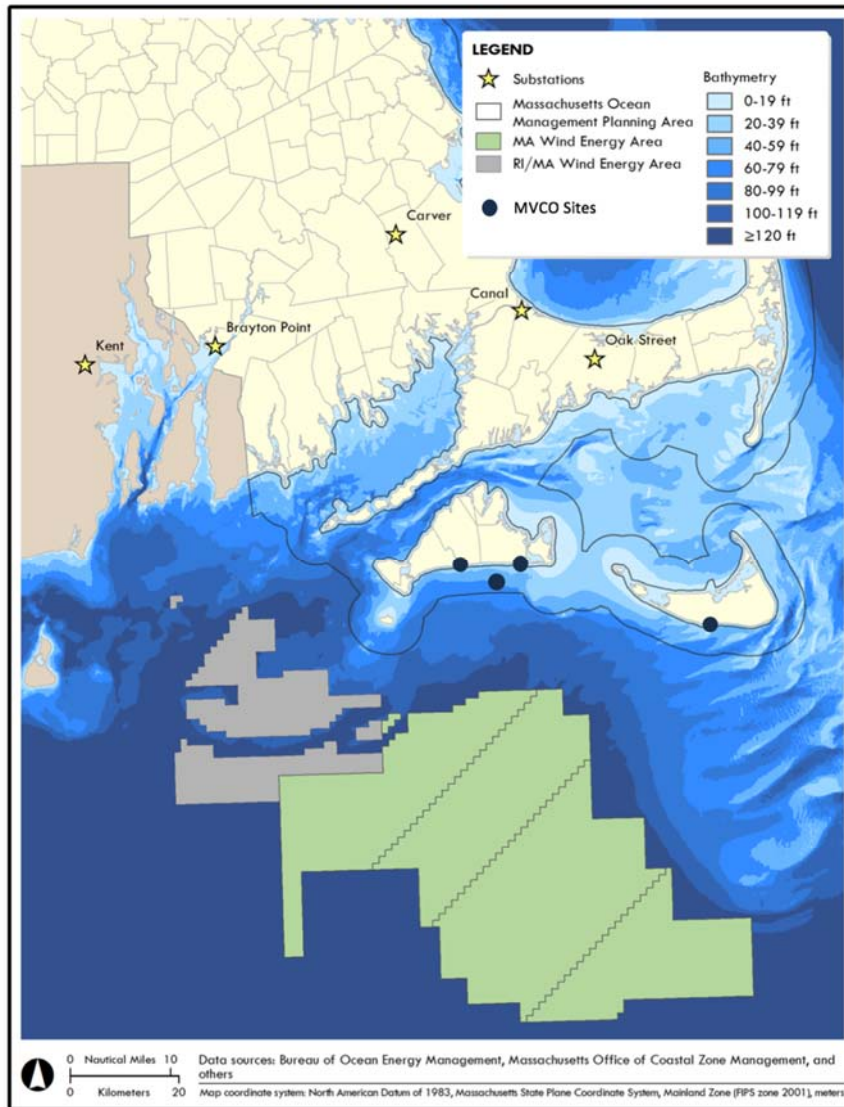 LEGEND
Substations
Massachusetts Ocean
Management Planning Area
MA Wind Energy Area
RI/MA Wind Energy Area
MVCO Sites
Bathymetry
0-19 ft
20-39 ft
40-59 ft
60-79 ft
80-99 ft
100-119 ft
≥120 ft
Carver
Canal
Brayton Point
Oak Street
Kent
0 Nautical Miles 10
0 Kilometers 20
Data sources: Bureau of Ocean Energy Management, Massachusetts Office of Coastal Zone Management, and
others
Map coordinate system: North American Datum of 1983, Massachusetts State Plane Coordinate System, Mainland Zone (FIPS zone 2001), meters